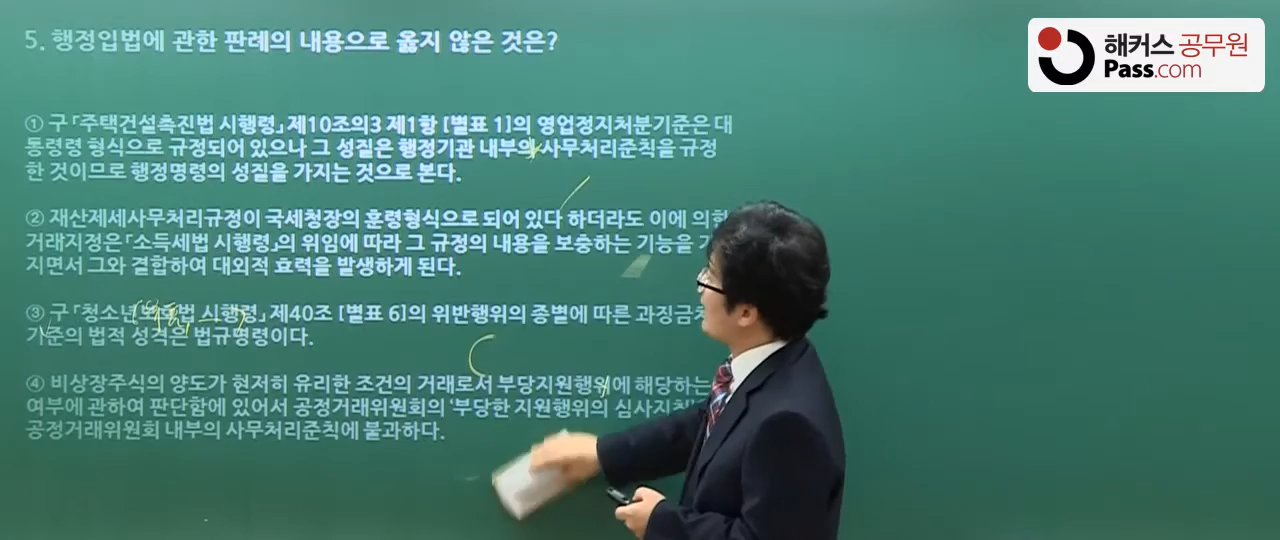 5. 행정입법에 관한 판례의 내용으로 옳지 않은 것은?
해커스 공무원
Pass.com
① 구 「주택건설촉진법 시행령」 제10조의3 제1항 [별표 1]의 영업정지처분기준은 대
통령령 형식으로 규정되어 있으나 그 성질은 행정기관 내부의 사무처리준칙을 규정
한 것이므로 행정명령의 성질을 가지는 것으로 본다.
② 재산제세사무처리규정이 국세청장의 훈령형식으로 되어 있다 하더라도 이에 의한
거래지정은 「소득세법 시행령」의 위임에 따라 그 규정의 내용을 보충하는 기능을 가
지면서 그와 결합하여 대외적 효력을 발생하게 된다.
③ 구 「청소년보호법 시행령」 제40조 [별표 6]의 위반행위의 종별에 따른 과징금처
기준의 법적 성격은 법규명령이다.
④ 비상장주식의 양도가 현저히 유리한 조건의 거래로서 부당지원행위에 해당하는
여부에 관하여 판단함에 있어서 공정거래위원회의 ‘부당한 지원행위의 심사지침’
공정거래위원회 내부의 사무처리준칙에 불과하다.